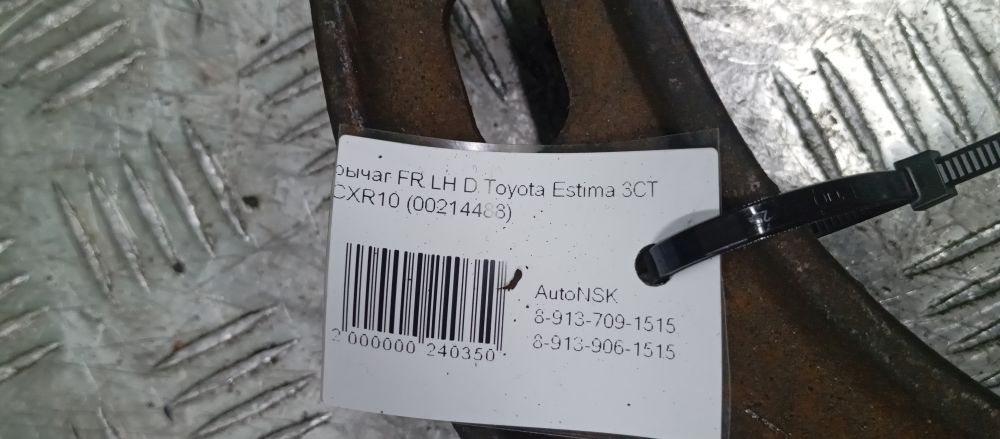 рычаг FR LH D Toyota Estima 3CT
CXR10 (00214488)
2 000000 240350
AutoNSK
8-913-709-1515
8-913-906-1515